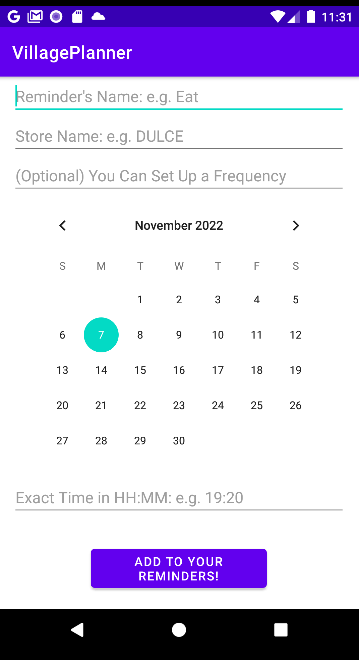 11:31
VillagePlanner
Reminder's Name: e.g. Eat
Store Name: e.g. DULCE
(Optional) You Can Set Up a Frequency
November 2022
S M T W T F S
1 2 3 4 5
6 7 8 9 10 11 12
13 14 15 16 17 18 19
20 21 22 23 24 25 26
27 28 29 30
Exact Time in HH:MM: e.g. 19:20
ADD TO YOUR
REMINDERS!